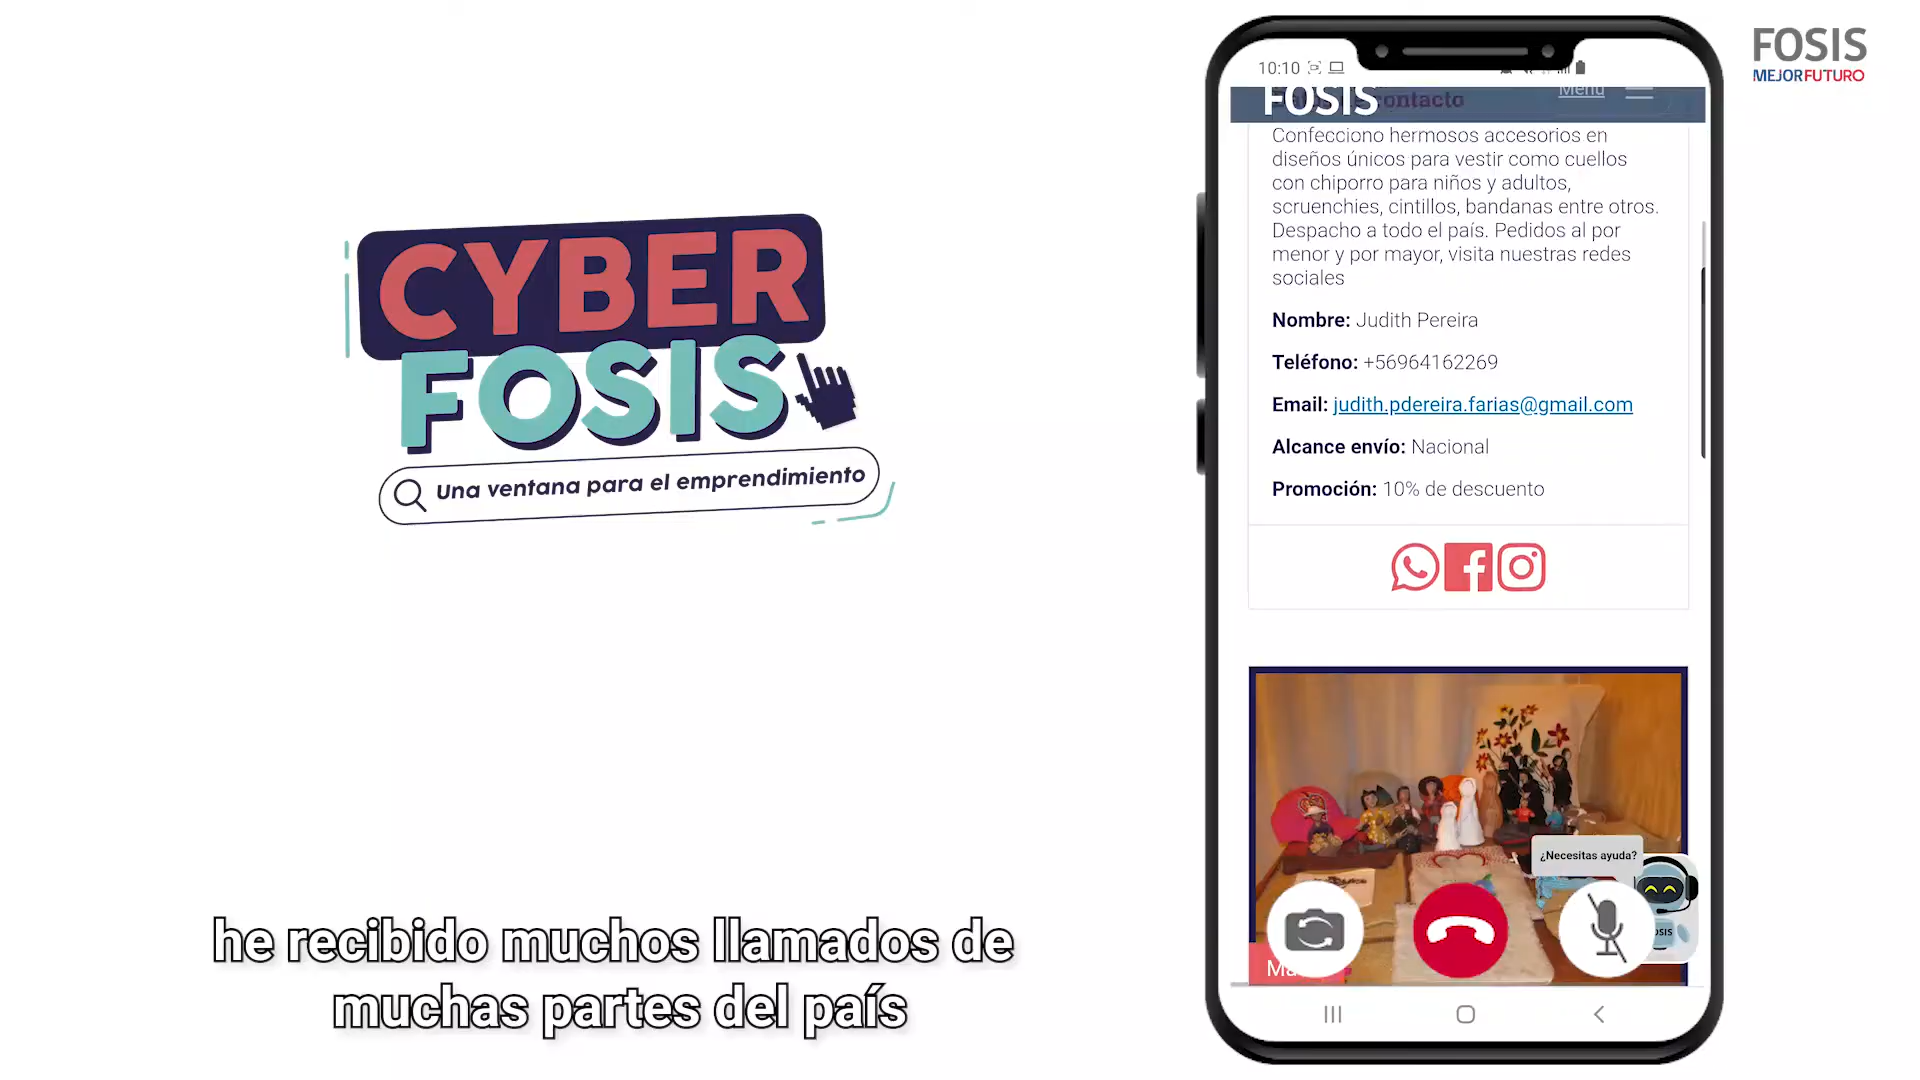 FOSIS
MEJORFUTURO
CYBER
FOSIS
Una ventana para el emprendimiento
he recibido muchos llamados de
muchas partes del país
10:10
FOSIS
contacto
Menú
Confecciono hermosos accesorios en
diseños únicos para vestir como cuellos
con chiporro para niños y adultos,
scruenchies, cintillos, bandanas entre otros.
Despacho a todo el país. Pedidos al por
menor y por mayor, visita nuestras redes
sociales
Nombre: Judith Pereira
Teléfono: +56964162269
Email: judith.pdereira.farias@gmail.com
Alcance envío: Nacional
Promoción: 10% de descuento
¿Necesitas ayuda?